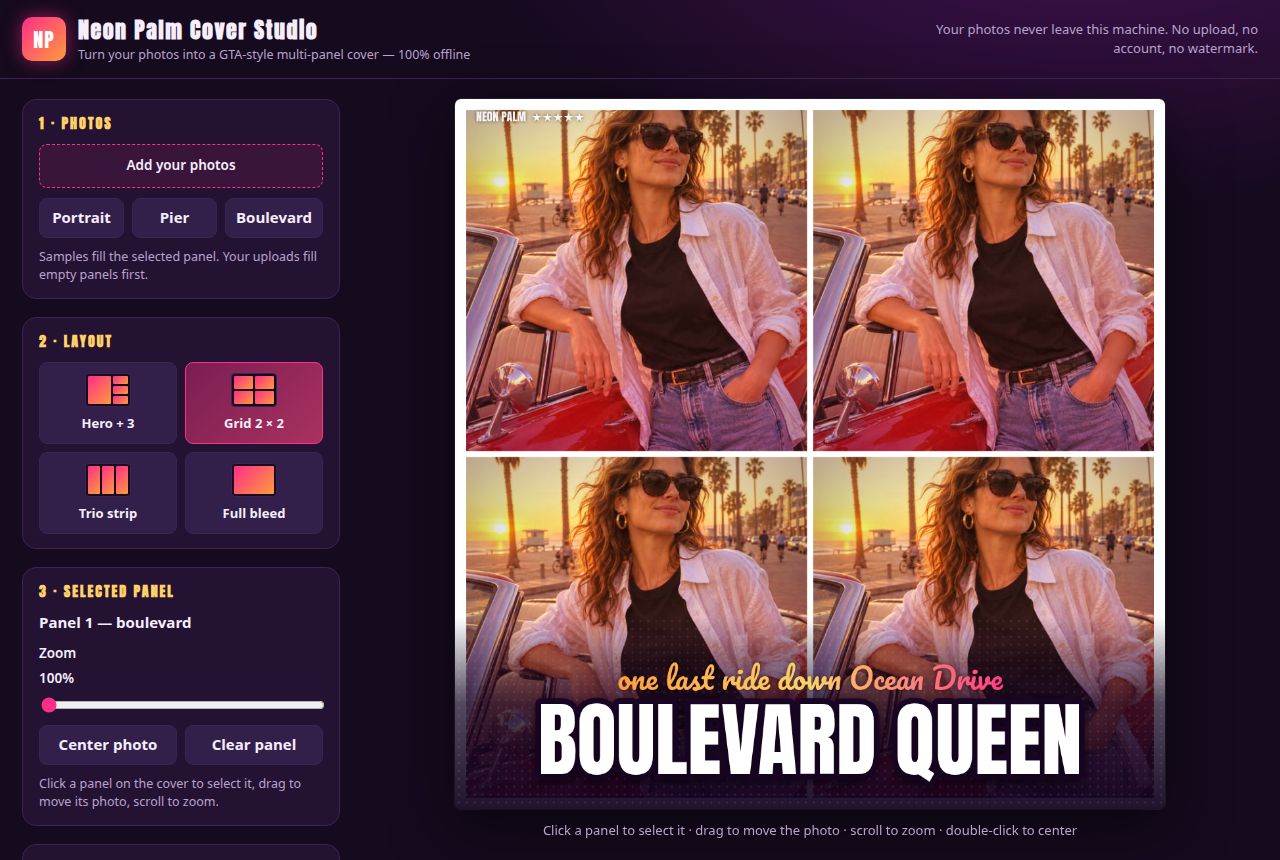 NP
Neon Palm Cover Studio
Turn your photos into a GTA-style multi-panel cover — 100% offline
Your photos never leave this machine. No upload, no
account, no watermark.
1 · PHOTOS
Add your photos
Portrait
Pier
Boulevard
Samples fill the selected panel. Your uploads fill
empty panels first.
2 · LAYOUT
Hero + 3
Grid 2 × 2
Trio strip
Full bleed
3 · SELECTED PANEL
Panel 1 — boulevard
Zoom
100%
Center photo
Clear panel
Click a panel on the cover to select it, drag to
move its photo, scroll to zoom.
NEON PALM ★★★★★
one last ride down Ocean Drive
BOULEVARD QUEEN
Click a panel to select it · drag to move the photo · scroll to zoom · double-click to center